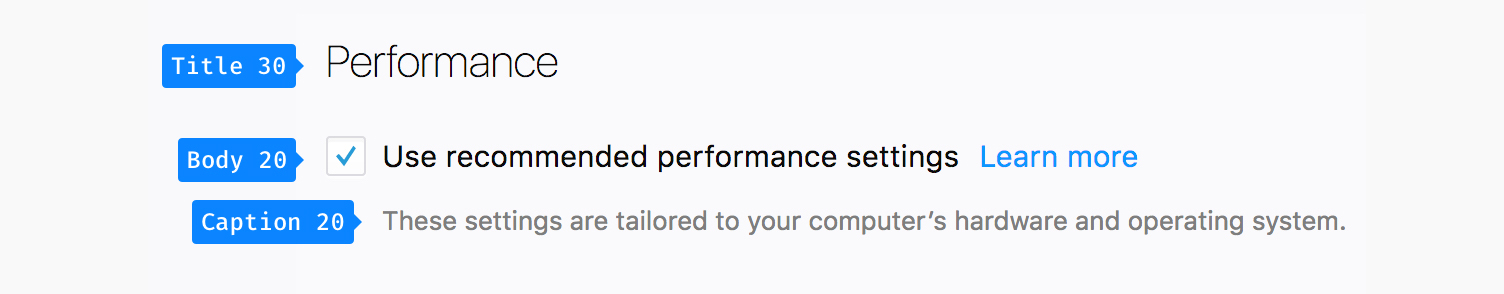 Title 30 Performance
Body 20 Use recommended performance settings Learn more
Caption 20 These settings are tailored to your computer’s hardware and operating system.